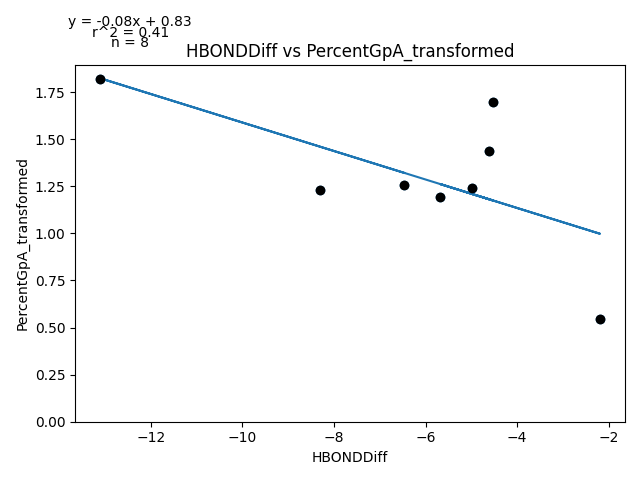 y = -0.08x + 0.83
r^2 = 0.41
n = 8
HBONDDiff vs PercentGpA_transformed
PercentGpA_transformed
1.75
1.50
1.25
1.00
0.75
0.50
0.25
0.00
−12
−10
−8
−6
−4
−2
HBONDDiff